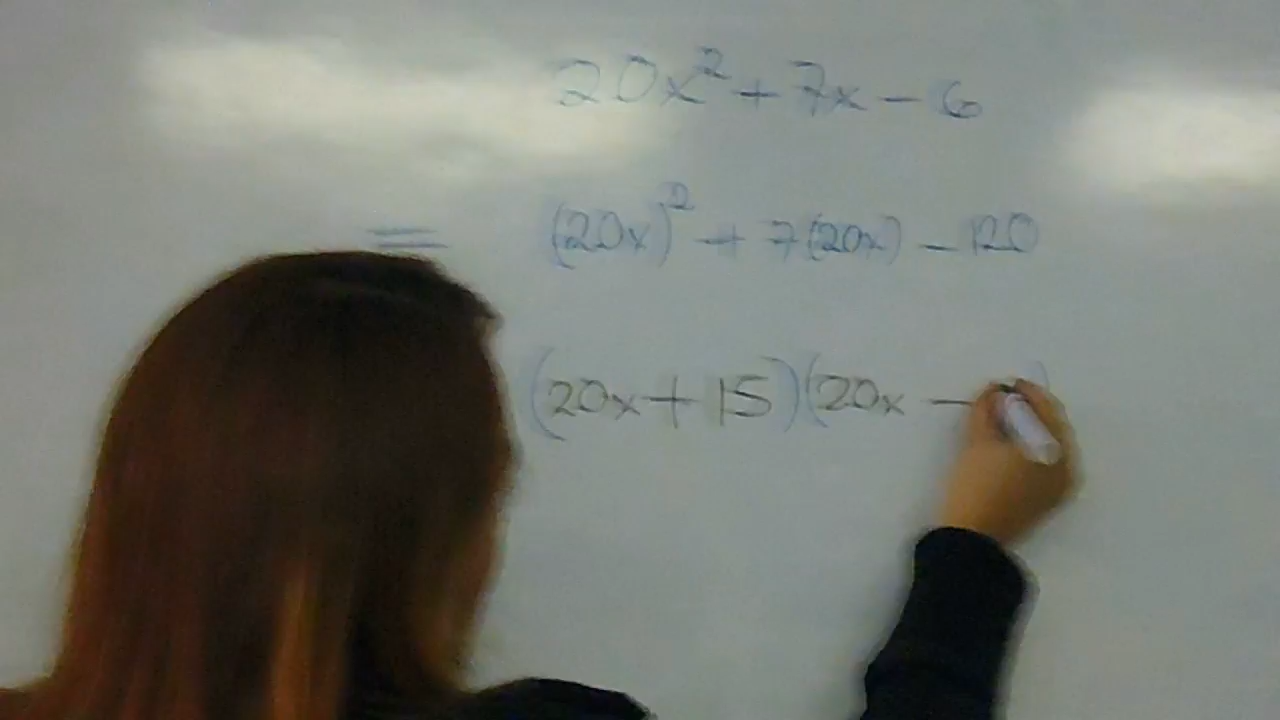 20x² + 7x - 6
= (20x)² + 7(20x) - 120
(20x + 15)(20x - )